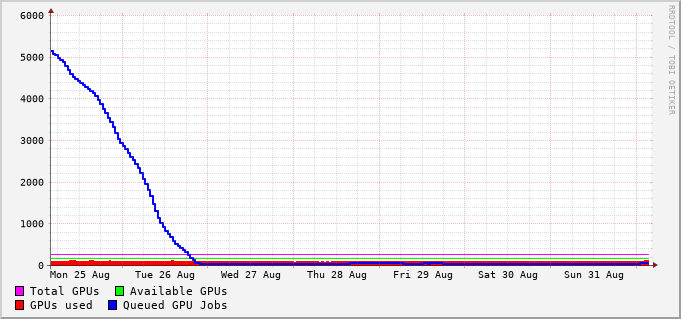 6000
5000
4000
3000
2000
1000
0
Mon 25 Aug Tue 26 Aug Wed 27 Aug Thu 28 Aug Fri 29 Aug Sat 30 Aug Sun 31 Aug
Total GPUs Available GPUs
GPUs used Queued GPU Jobs
RRDTOOL / TOBI OETIKER